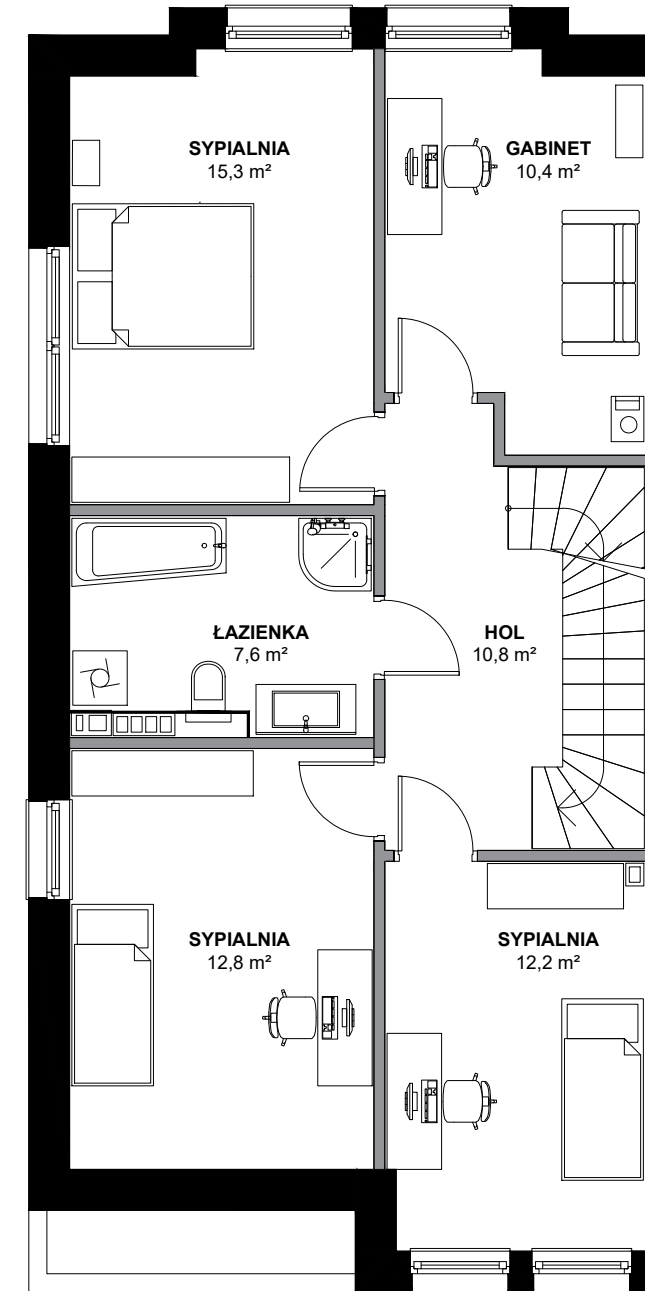 SYPIALNIA
15,3 m²
GABINET
10,4 m²
ŁAZIENKA
7,6 m²
HOL
10,8 m²
SYPIALNIA
12,8 m²
SYPIALNIA
12,2 m²